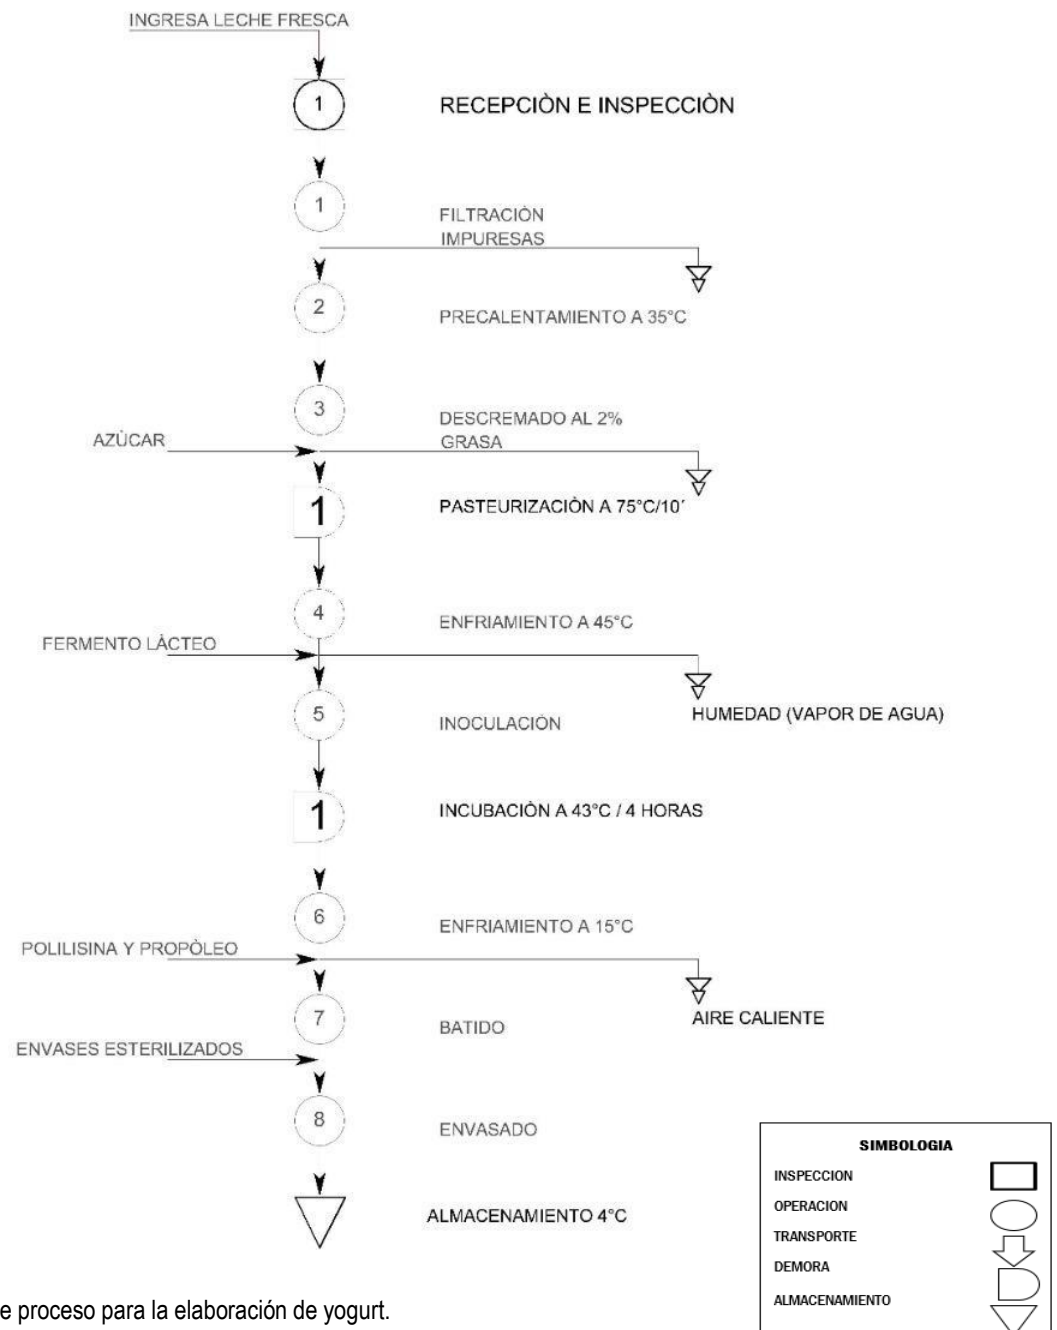 INGRESA LECHE FRESCA
1
RECEPCIÒN E INSPECCIÒN
1
FILTRACIÒN
IMPURESAS
2
PRECALENTAMIENTO A 35°C
3
DESCREMADO AL 2%
GRASA
AZÙCAR
1
PASTEURIZACIÒN A 75°C/10´
4
ENFRIAMIENTO A 45°C
FERMENTO LÀCTEO
5
INOCULACIÒN
HUMEDAD (VAPOR DE AGUA)
1
INCUBACIÒN A 43°C / 4 HORAS
6
ENFRIAMIENTO A 15°C
POLILISINA Y PROPÒLEO
7
BATIDO
AIRE CALIENTE
ENVASES ESTERILIZADOS
8
ENVASADO
ALMACENAMIENTO 4°C
SIMBOLOGIA
INSPECCION
OPERACION
TRANSPORTE
DEMORA
ALMACENAMIENTO
e proceso para la elaboración de yogurt.